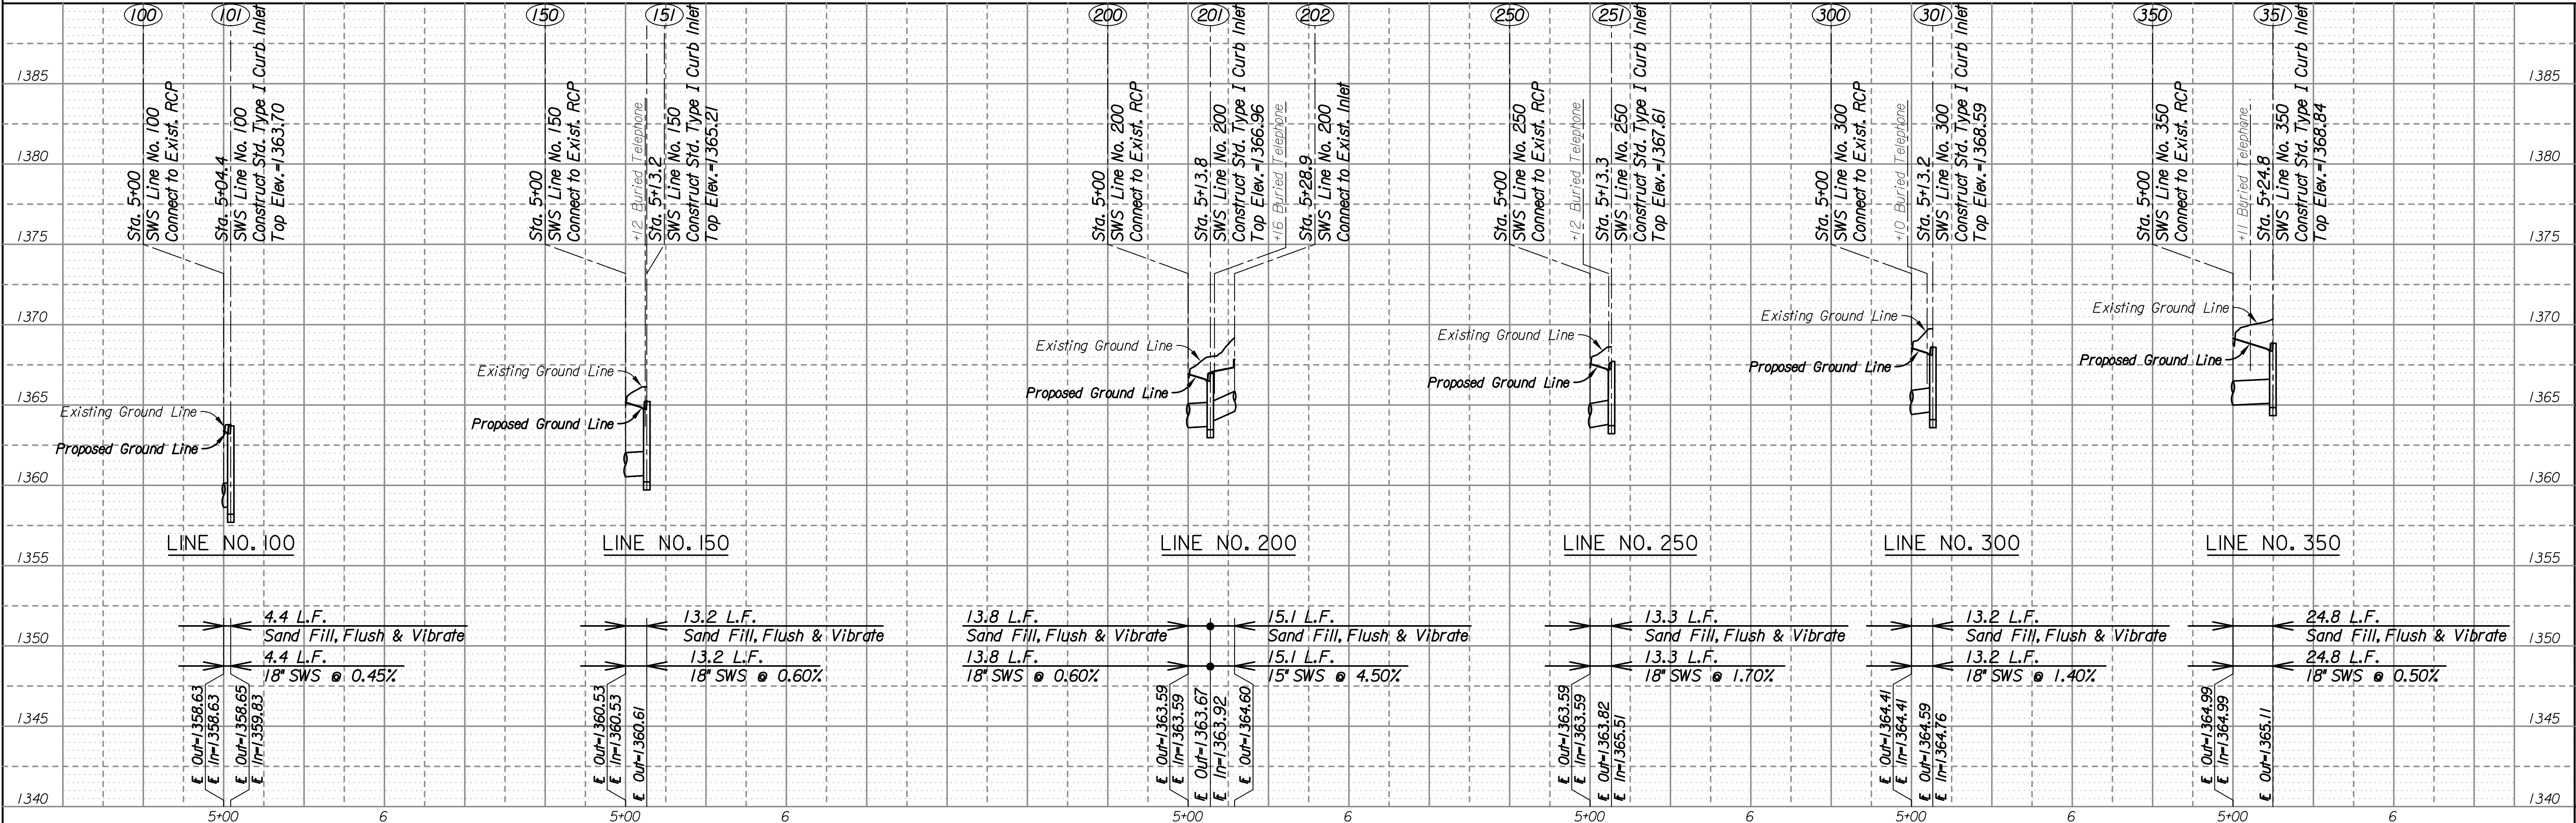 100
101
150
151
200
201
202
250
251
300
301
350
351
1385
1380
1375
1370
1365
1360
1355
1350
1345
1340
Sta. 5+00
SWS Line No. 100
Connect to Exist. RCP
Sta. 5+04.4
SWS Line No. 100
Construct Std. Type I Curb Inlet
Top Elev.=1363.70
Existing Ground Line
Proposed Ground Line
LINE NO. 100
4.4 L.F.
Sand Fill, Flush & Vibrate
4.4 L.F.
18" SWS @ 0.45%
℄ Out=1358.63
℄ In=1358.63
℄ Out=1358.65
℄ In=1359.83
5+00
6
Sta. 5+00
SWS Line No. 150
Connect to Exist. RCP
+12 Buried Telephone
Sta. 5+13.2
SWS Line No. 150
Construct Std. Type I Curb Inlet
Top Elev.=1365.21
Existing Ground Line
Proposed Ground Line
LINE NO. 150
13.2 L.F.
Sand Fill, Flush & Vibrate
13.2 L.F.
18" SWS @ 0.60%
℄ Out=1360.53
℄ In=1360.53
℄ Out=1360.61
5+00
6
Sta. 5+00
SWS Line No. 200
Connect to Exist. RCP
Sta. 5+13.8
SWS Line No. 200
Construct Std. Type I Curb Inlet
Top Elev.=1366.96
+16 Buried Telephone
Sta. 5+28.9
SWS Line No. 200
Connect to Exist. Inlet
Existing Ground Line
Proposed Ground Line
LINE NO. 200
13.8 L.F.
Sand Fill, Flush & Vibrate
13.8 L.F.
18" SWS @ 0.60%
15.1 L.F.
Sand Fill, Flush & Vibrate
15.1 L.F.
15" SWS @ 4.50%
℄ Out=1363.59
℄ In=1363.59
℄ Out=1363.67
℄ In=1363.92
℄ Out=1364.60
5+00
6
Sta. 5+00
SWS Line No. 250
Connect to Exist. RCP
+12 Buried Telephone
Sta. 5+13.3
SWS Line No. 250
Construct Std. Type I Curb Inlet
Top Elev.=1367.61
Existing Ground Line
Proposed Ground Line
LINE NO. 250
13.3 L.F.
Sand Fill, Flush & Vibrate
13.3 L.F.
18" SWS @ 1.70%
℄ Out=1363.59
℄ In=1363.59
℄ Out=1363.82
In=1365.51
5+00
6
Sta. 5+00
SWS Line No. 300
Connect to Exist. RCP
+10 Buried Telephone
Sta. 5+13.2
SWS Line No. 300
Construct Std. Type I Curb Inlet
Top Elev.=1368.59
Existing Ground Line
Proposed Ground Line
LINE NO. 300
13.2 L.F.
Sand Fill, Flush & Vibrate
13.2 L.F.
18" SWS @ 1.40%
℄ Out=1364.41
℄ In=1364.41
℄ Out=1364.59
℄ In=1364.76
5+00
6
Sta. 5+00
SWS Line No. 350
Connect to Exist. RCP
+11 Buried Telephone
Sta. 5+24.8
SWS Line No. 350
Construct Std. Type I Curb Inlet
Top Elev.=1368.84
Existing Ground Line
Proposed Ground Line
LINE NO. 350
24.8 L.F.
Sand Fill, Flush & Vibrate
24.8 L.F.
18" SWS @ 0.50%
℄ Out=1364.99
℄ In=1364.99
℄ Out=1365.11
5+00
6
1385
1380
1375
1370
1365
1360
1355
1350
1345
1340